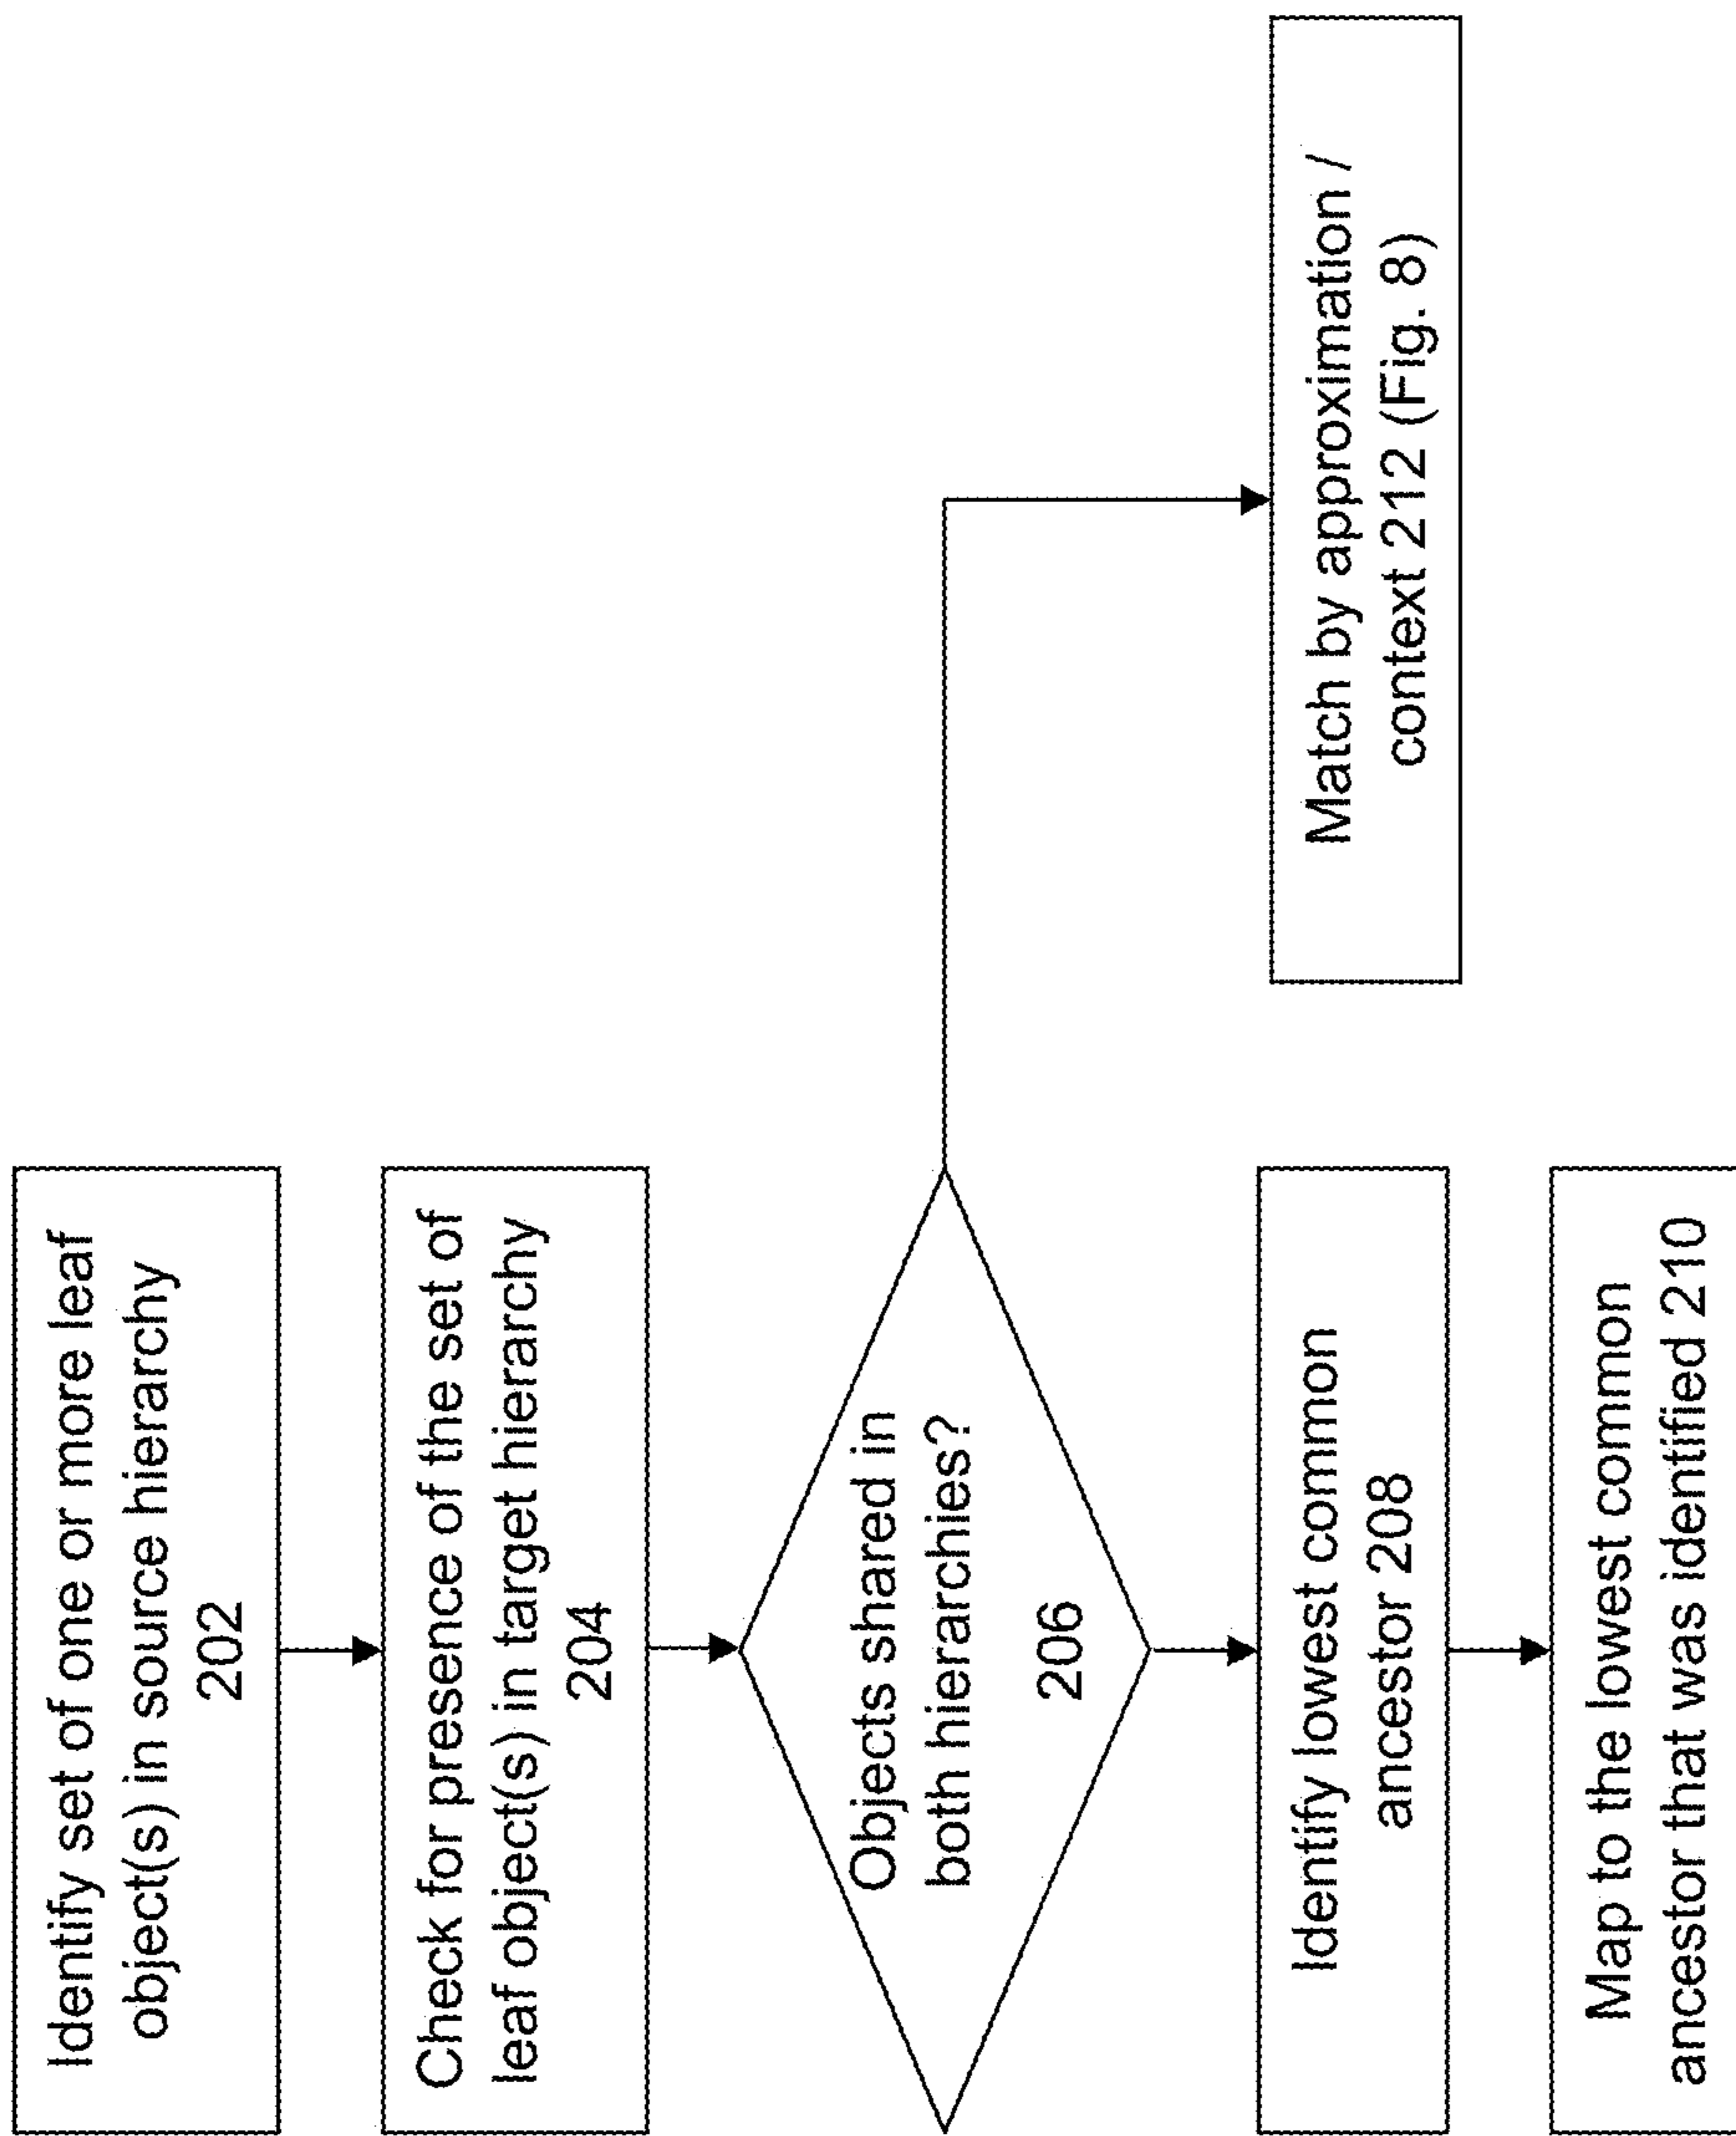 Identify set of one or more leaf
object(s) in source hierarchy
202
Check for presence of the set of
leaf object(s) in target hierarchy
204
Objects shared in
both hierarchies?
206
Identify lowest common
ancestor 208
Map to the lowest common
ancestor that was identified 210
Match by approximation /
context 212 (Fig. 8)